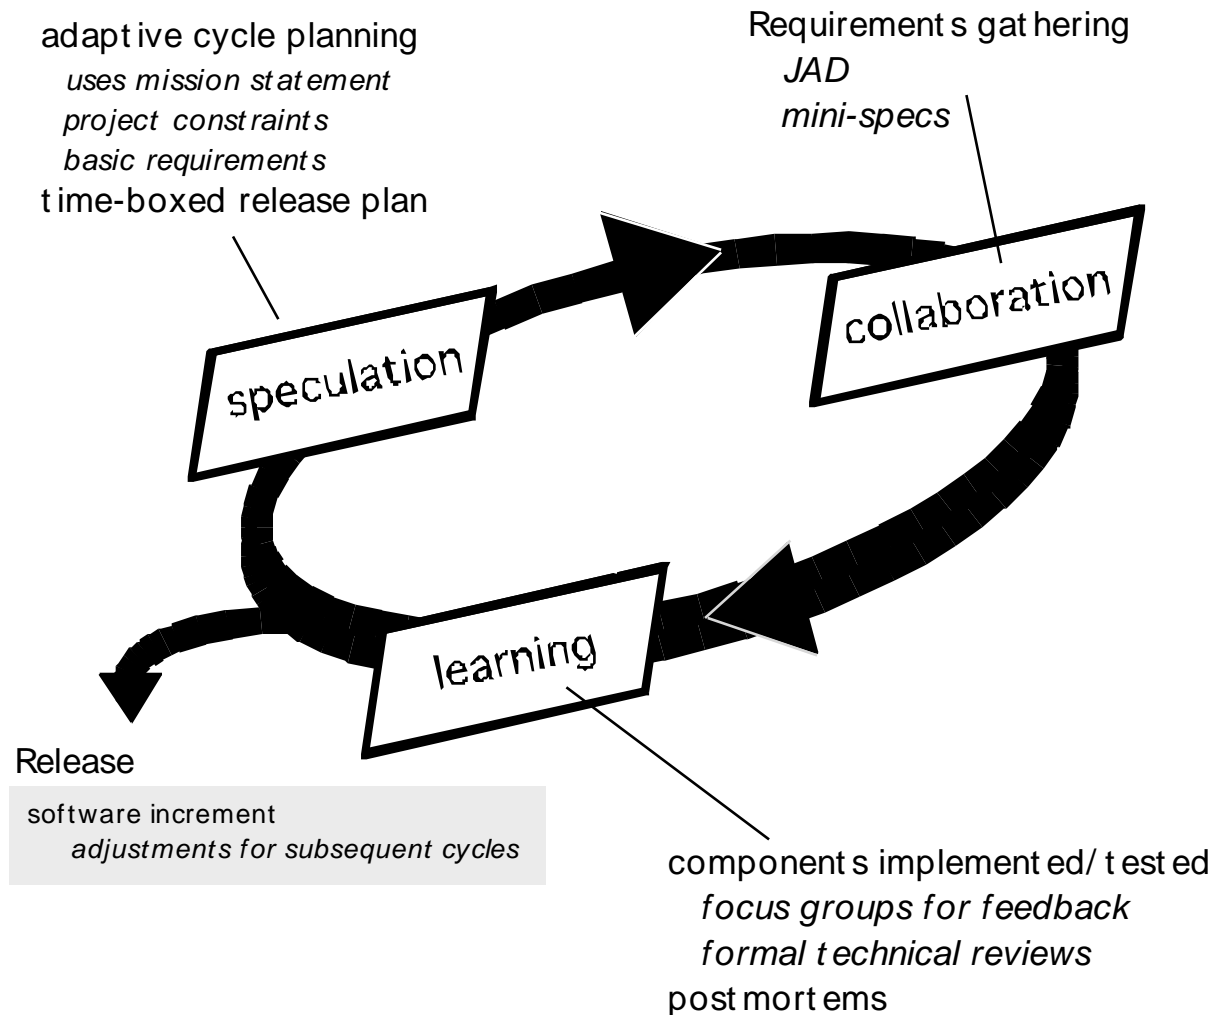 adaptive cycle planning
uses mission statement
project constraints
basic requirements
time-boxed release plan
Requirements gathering
JAD
mini-specs
speculation
collaboration
learning
Release
software increment
adjustments for subsequent cycles
components implemented/ tested
focus groups for feedback
formal technical reviews
postmortems